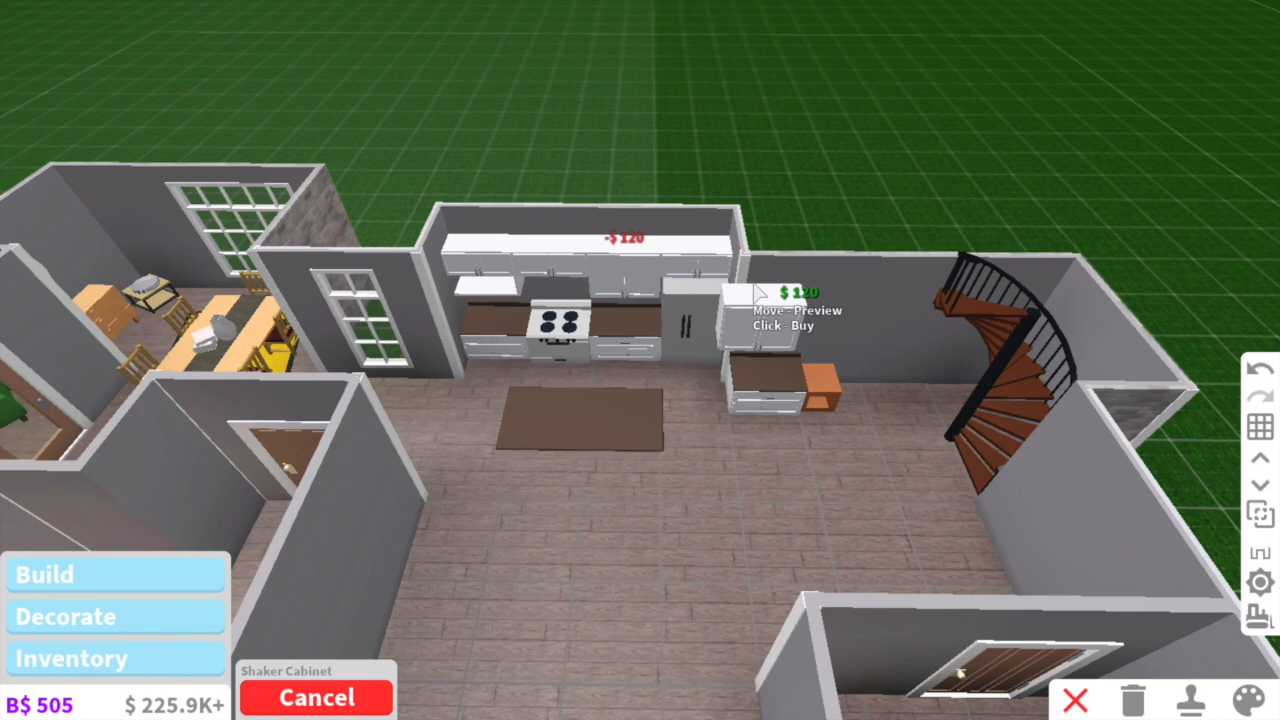 -$ 120
$ 120
Move - Preview
Click - Buy
Build
Decorate
Inventory
B$ 505
$ 225.9K+
Shaker Cabinet
Cancel